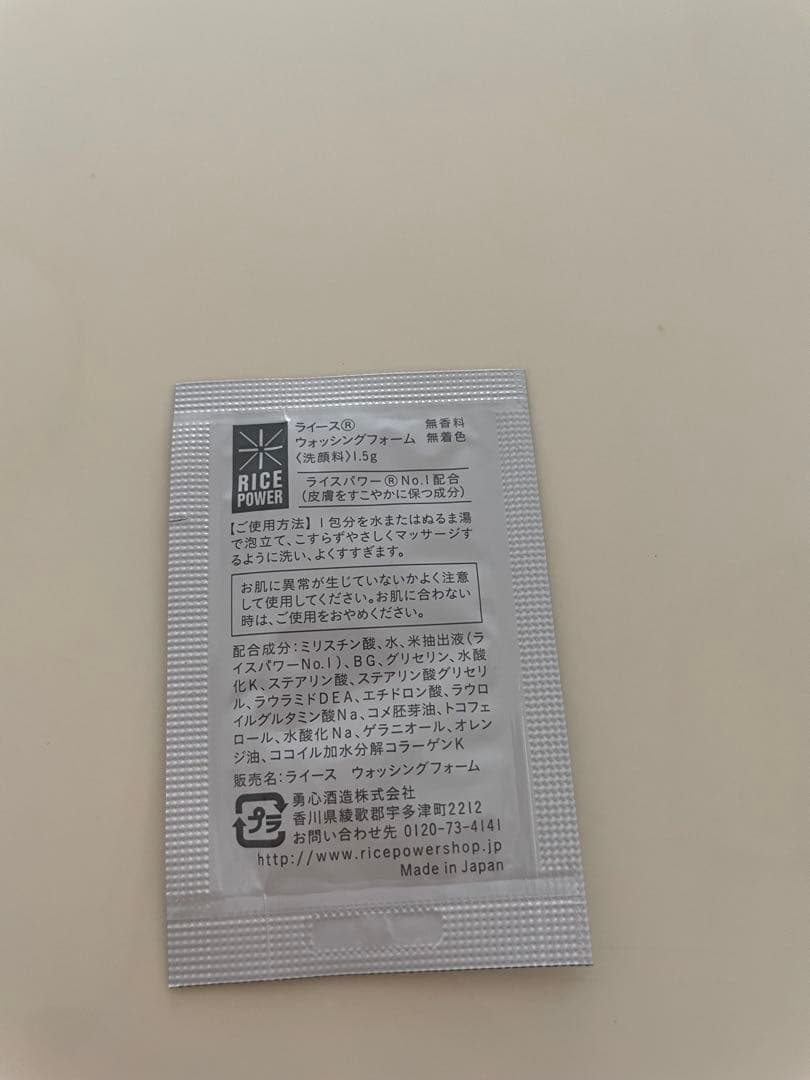 RICE
POWER
ライース®
無香料
ウォッシングフォーム 無着色
〈洗顔料〉1.5g
ライスパワー®No.1配合
(皮膚をすこやかに保つ成分)
【ご使用方法】1包分を水またはぬるま湯
で泡立て、こすらずやさしくマッサージす
るように洗い、よくすすぎます。
お肌に異常が生じていないかよく注意
して使用してください。お肌に合わない
時は、ご使用をおやめください。
配合成分:ミリスチン酸、水、米抽出液(ラ
イスパワーNo.1)、BG、グリセリン、水酸
化K、ステアリン酸、ステアリン酸グリセリ
ル、ラウラミドDEA、エチドロン酸、ラウロ
イルグルタミン酸Na、コメ胚芽油、トコフェ
ロール、水酸化Na、ゲラニオール、オレン
ジ油、ココイル加水分解コラーゲンK
販売名:ライース ウォッシングフォーム
プラ
勇心酒造株式会社
香川県綾歌郡宇多津町2212
お問い合わせ先 0120-73-4141
http://www.ricepowershop.jp
Made in Japan